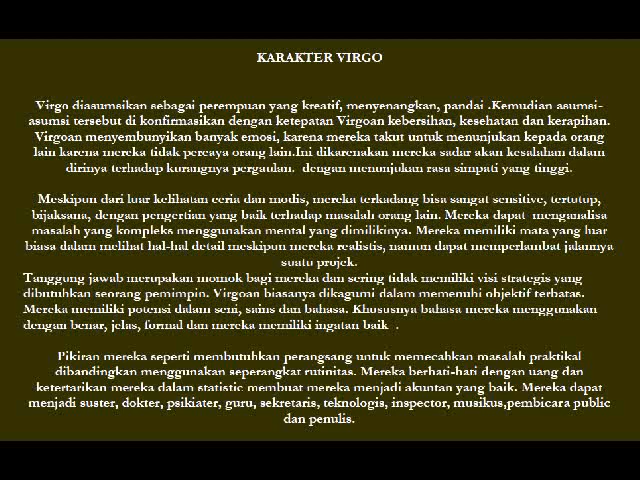 KARAKTER VIRGO
Virgo diasumsikan sebagai perempuan yang kreatif, menyenangkan, pandai .Kemudian asumsi-
asumsi tersebut di konfirmasikan dengan ketepatan Virgoan kebersihan, kesehatan dan kerapihan.
Virgoan menyembunyikan banyak emosi, karena mereka takut untuk menunjukan kepada orang
lain karena mereka tidak percaya orang lain.Ini dikarenakan mereka sadar akan kesalahan dalam
dirinya terhadap kurangnya pergaulan.  dengan menunjukan rasa simpati yang tinggi.
Meskipun dari luar kelihatan ceria dan modis, mereka terkadang bisa sangat sensitive, tertutup,
bijaksana, dengan pengertian yang baik terhadap masalah orang lain. Mereka dapat  menganalisa
masalah yang kompleks menggunakan mental yang dimilikinya. Mereka memiliki mata yang luar
biasa dalam melihat hal-hal detail meskipun mereka realistis, namun dapat memperlambat jalannya
suatu projek.
Tanggung jawab merupakan momok bagi mereka dan sering tidak memiliki visi strategis yang
dibutuhkan seorang pemimpin. Virgoan biasanya dikagumi dalam memenuhi objektif terbatas.
Mereka memiliki potensi dalam seni, sains dan bahasa. Khususnya bahasa mereka menggunakan
dengan benar, jelas, formal dan mereka memiliki ingatan baik  .
Pikiran mereka seperti membutuhkan perangsang untuk memecahkan masalah praktikal
dibandingkan menggunakan seperangkat rutinitas. Mereka berhati-hati dengan uang dan
ketertarikan mereka dalam statistic membuat mereka menjadi akuntan yang baik. Mereka dapat
menjadi suster, dokter, psikiater, guru, sekretaris, teknologis, inspector, musikus,pembicara public
dan penulis.